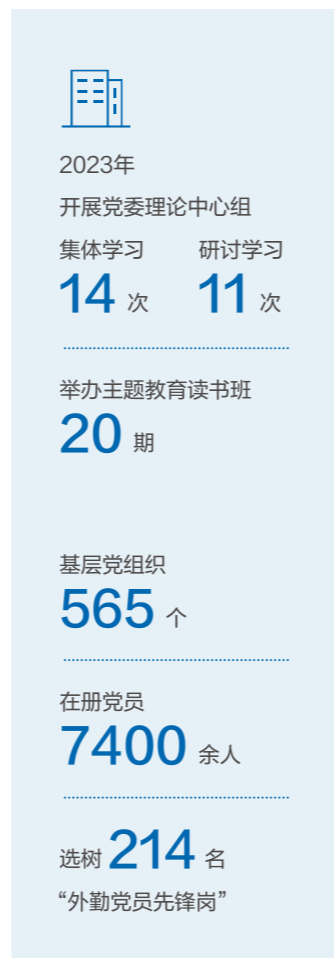 2023年
开展党委理论中心组
集体学习 研讨学习
14 次 11 次
举办主题教育读书班
20 期
基层党组织
565 个
在册党员
7400 余人
选树 214 名
“外勤党员先锋岗”